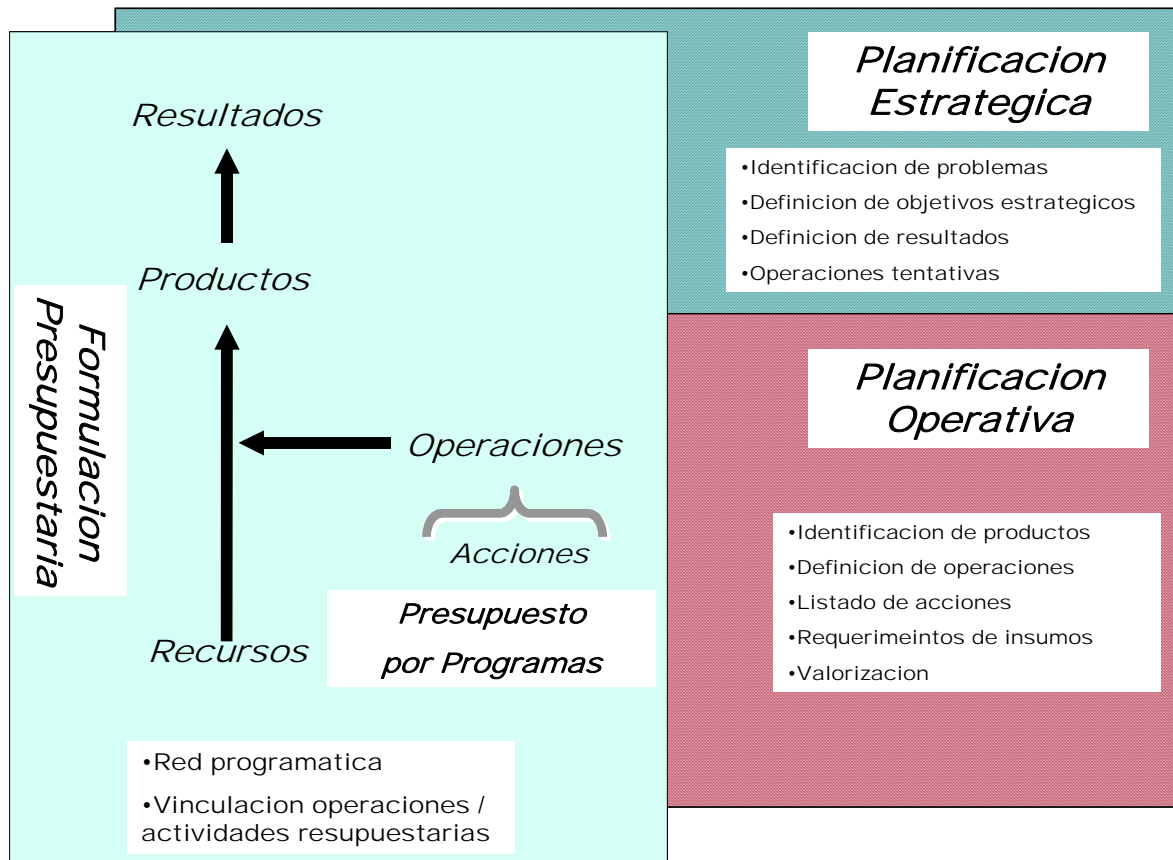 Planificacion
Estrategica
•Identificacion de problemas
•Definicion de objetivos estrategicos
•Definicion de resultados
•Operaciones tentativas
Planificacion
Operativa
•Identificacion de productos
•Definicion de operaciones
•Listado de acciones
•Requerimeintos de insumos
•Valorizacion
Formulacion
Presupuestaria
Resultados
Productos
Operaciones
Acciones
Recursos
Presupuesto
por Programas
•Red programatica
•Vinculacion operaciones /
actividades resupuestarias